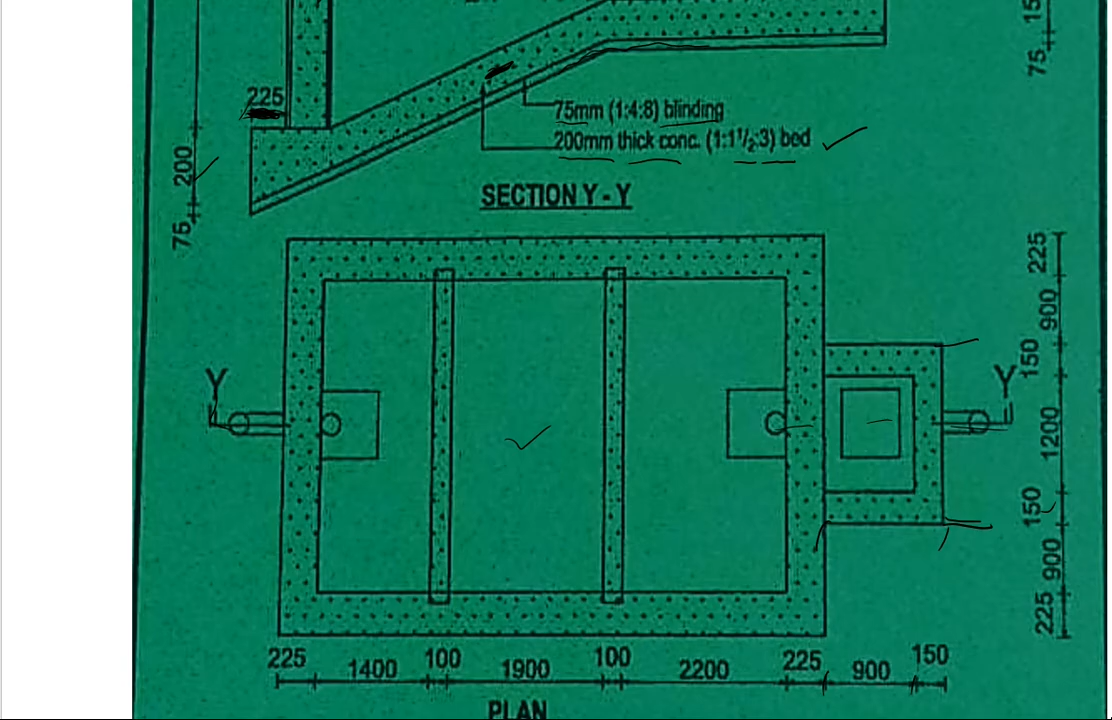 15
75
225
75mm (1:4:8) blinding
200mm thick conc. (1:1½:3) bed
200
75
SECTION Y - Y
225
900
150
Y Y
1200
150
900
225
225 1400 100 1900 100 2200 225 900 150
PLAN